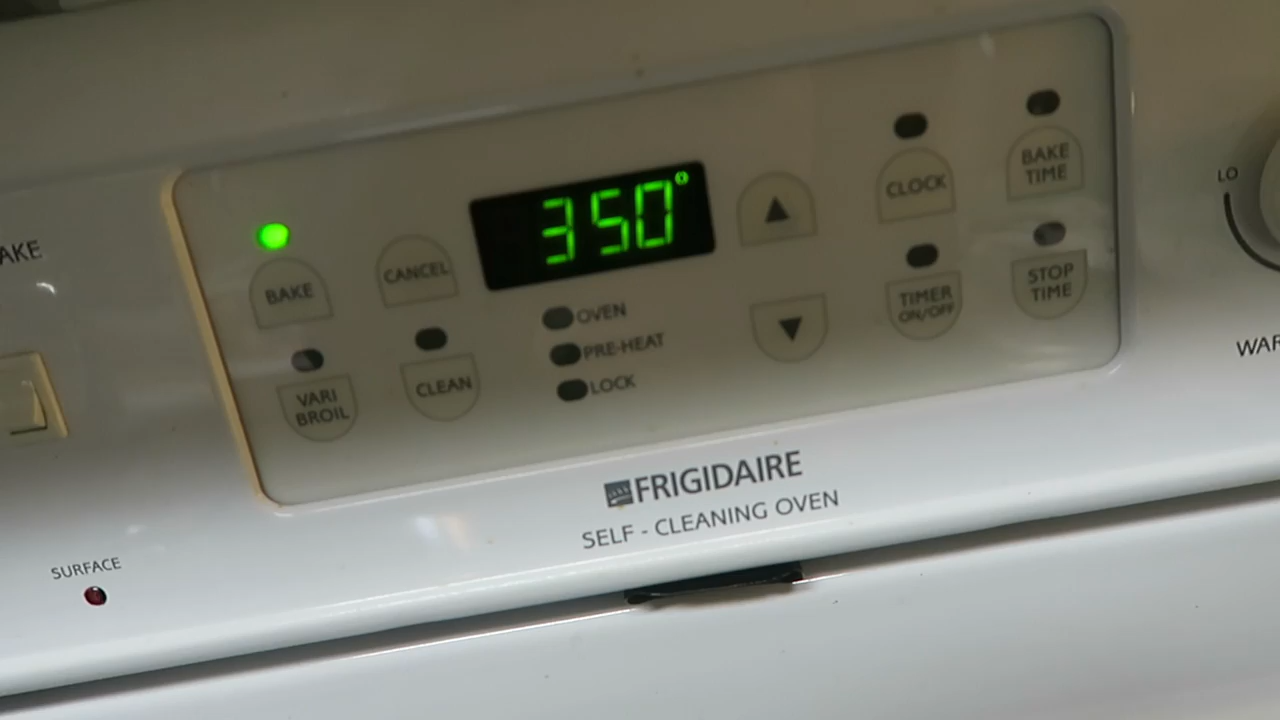 AKE
BAKE
CANCEL
350°
CLOCK
BAKE
TIME
LO
VARI
BROIL
CLEAN
OVEN
PRE-HEAT
LOCK
TIMER
ON/OFF
STOP
TIME
WAR
FRIGIDAIRE
SELF - CLEANING OVEN
SURFACE